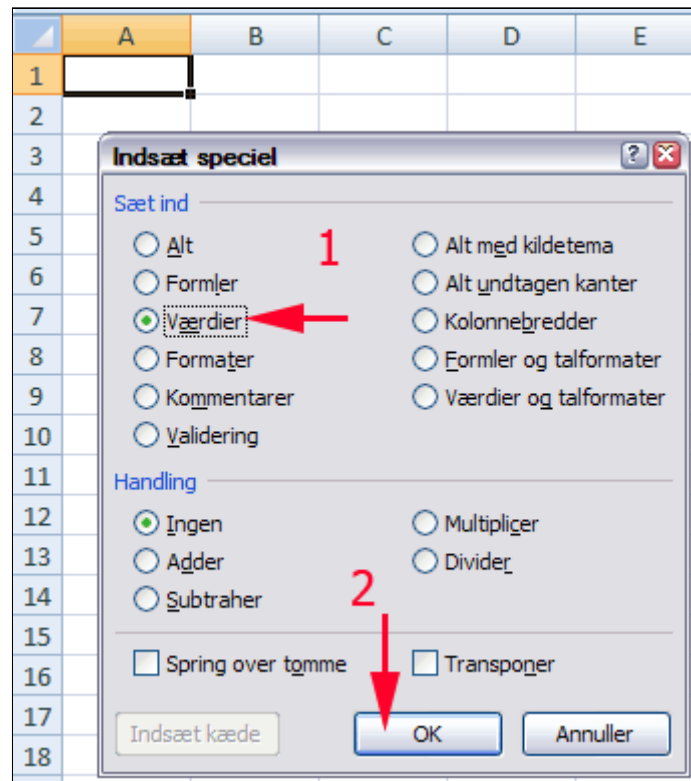 A B C D E
1
2
3
Indsæt speciel
4
Sæt ind
5
Alt 1 Alt med kildetema
6
Formler Alt undtagen kanter
7
Værdier Kolonnebredder
8
Formater Formler og talformater
9
Kommentarer Værdier og talformater
10
Validering
11
Handling
12
Ingen Multiplicer
13
Adder Divider
14
Subtraher 2
15
16
Spring over tomme Transponer
17
Indsæt kæde OK Annuller
18